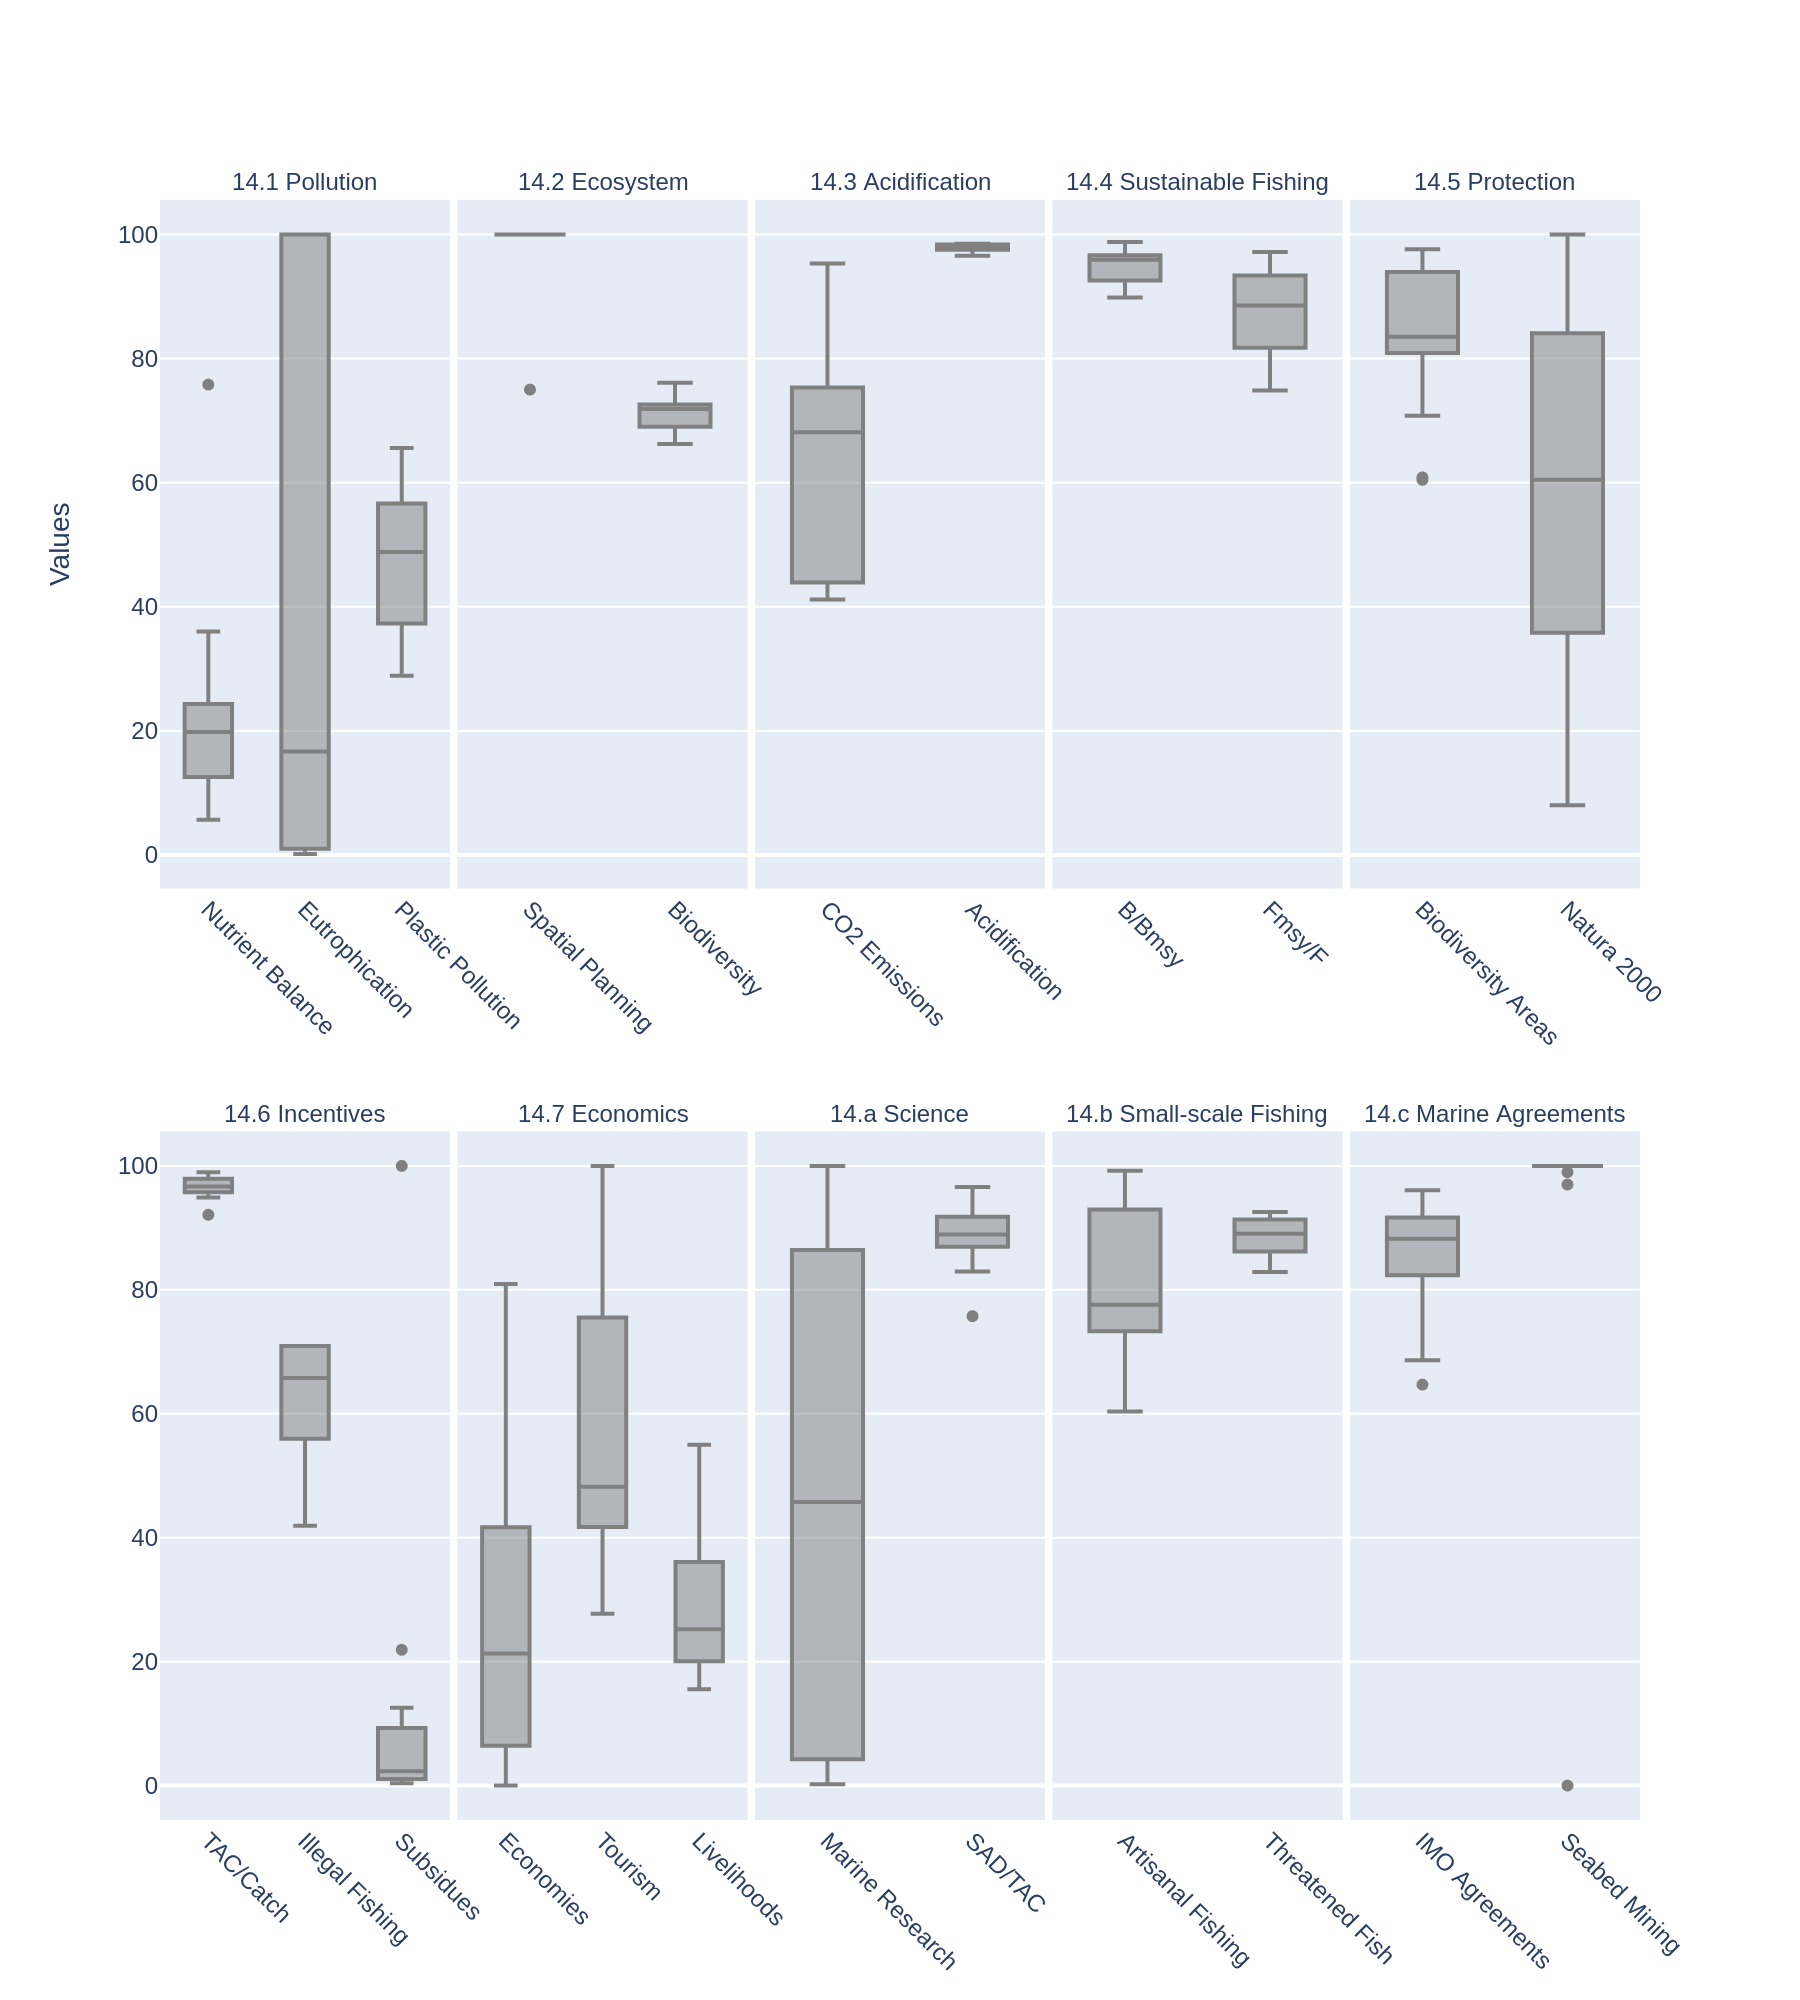 14.1 Pollution
14.2 Ecosystem
14.3 Acidification
14.4 Sustainable Fishing
14.5 Protection
Values
100
80
60
40
20
0
Nutrient Balance
Eutrophication
Plastic Pollution
Spatial Planning
Biodiversity
CO2 Emissions
Acidification
B/Bmsy
Fmsy/F
Biodiversity Areas
Natura 2000
14.6 Incentives
14.7 Economics
14.a Science
14.b Small-scale Fishing
14.c Marine Agreements
100
80
60
40
20
0
TAC/Catch
Illegal Fishing
Subsidues
Economies
Tourism
Livelihoods
Marine Research
SAD/TAC
Artisanal Fishing
Threatened Fish
IMO Agreements
Seabed Mining